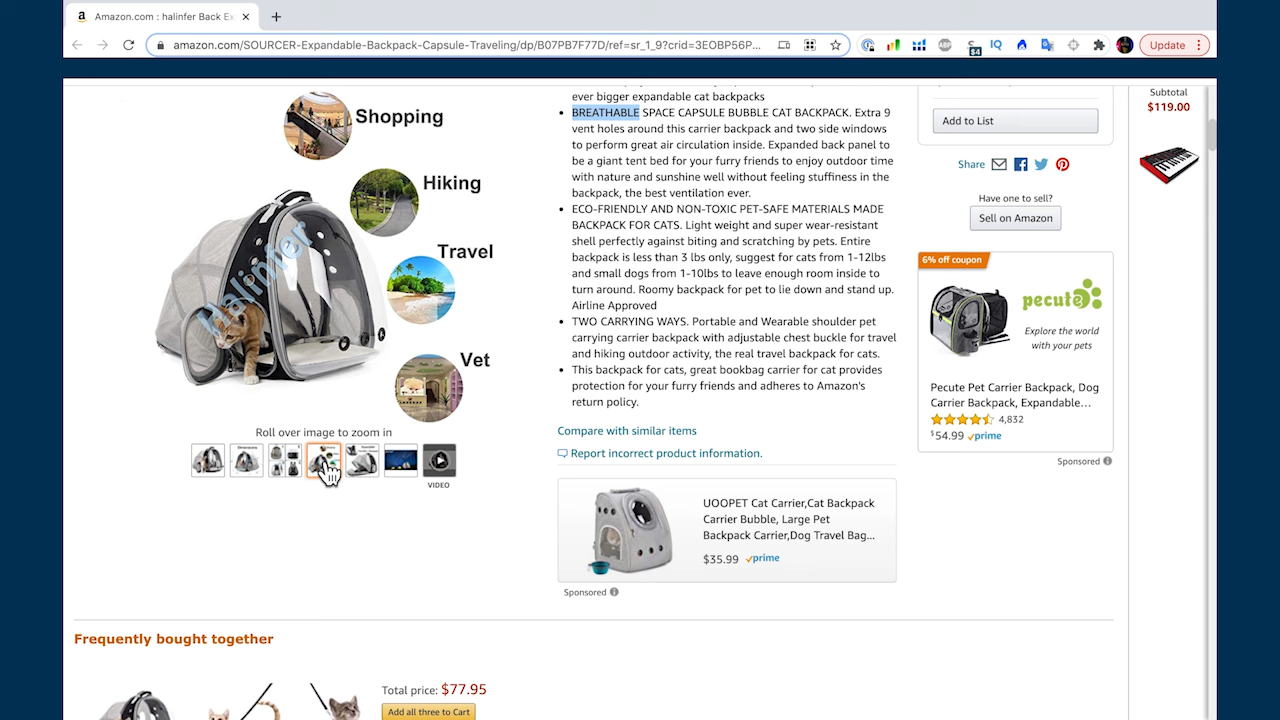 Amazon.com : halinfer Back Ex
amazon.com/SOURCER-Expandable-Backpack-Capsule-Traveling/dp/B07PB7F77D/ref=sr_1_9?crid=3EOBP56P...
ABP
$4
IQ
Update
Shopping
Hiking
Travel
Vet
Halinfer
Roll over image to zoom in
VIDEO
ever bigger expandable cat backpacks
• BREATHABLE SPACE CAPSULE BUBBLE CAT BACKPACK. Extra 9
vent holes around this carrier backpack and two side windows
to perform great air circulation inside. Expanded back panel to
be a giant tent bed for your furry friends to enjoy outdoor time
with nature and sunshine well without feeling stuffiness in the
backpack, the best ventilation ever.
• ECO-FRIENDLY AND NON-TOXIC PET-SAFE MATERIALS MADE
BACKPACK FOR CATS. Light weight and super wear-resistant
shell perfectly against biting and scratching by pets. Entire
backpack is less than 3 lbs only, suggest for cats from 1-12lbs
and small dogs from 1-10lbs to leave enough room inside to
turn around. Roomy backpack for pet to lie down and stand up.
Airline Approved
• TWO CARRYING WAYS. Portable and Wearable shoulder pet
carrying carrier backpack with adjustable chest buckle for travel
and hiking outdoor activity, the real travel backpack for cats.
• This backpack for cats, great bookbag carrier for cat provides
protection for your furry friends and adheres to Amazon's
return policy.
Compare with similar items
Report incorrect product information.
UOOPET Cat Carrier,Cat Backpack
Carrier Bubble, Large Pet
Backpack Carrier,Dog Travel Bag...
$35.99 prime
Sponsored
Add to List
Share
Have one to sell?
Sell on Amazon
6% off coupon
pecute
Explore the world
with your pets
Pecute Pet Carrier Backpack, Dog
Carrier Backpack, Expandable...
4,832
$54.99 prime
Sponsored
Subtotal
$119.00
Frequently bought together
Total price: $77.95
Add all three to Cart